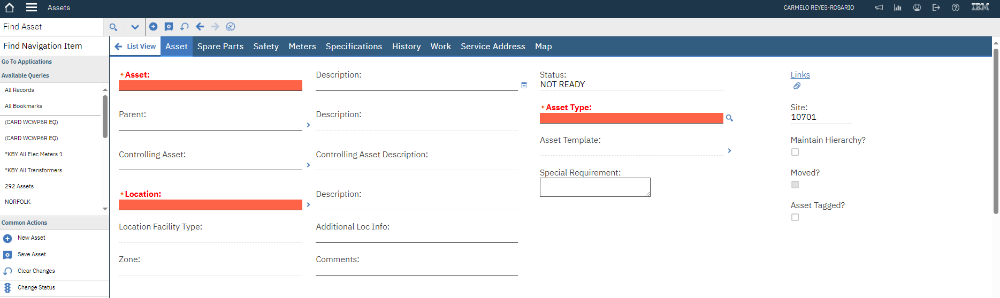 Assets
CARMELO REYES-ROSARIO
IBM
Find Asset
Find Navigation Item
Go To Applications
Available Queries
All Records
All Bookmarks
(CARD WCWP5R EQ)
(CARD WCWP6R EQ)
*KBY All Elec Meters 1
*KBY All Transformers
292 Assets
NORFOLK
Common Actions
New Asset
Save Asset
Clear Changes
Change Status
List View Asset Spare Parts Safety Meters Specifications History Work Service Address Map
Asset:
Description:
Parent:
Description:
Controlling Asset:
Controlling Asset Description:
Location:
Description:
Location Facility Type:
Additional Loc Info:
Zone:
Comments:
Status:
NOT READY
Asset Type:
Asset Template:
Special Requirement:
Links
Site:
10701
Maintain Hierarchy?
Moved?
Asset Tagged?